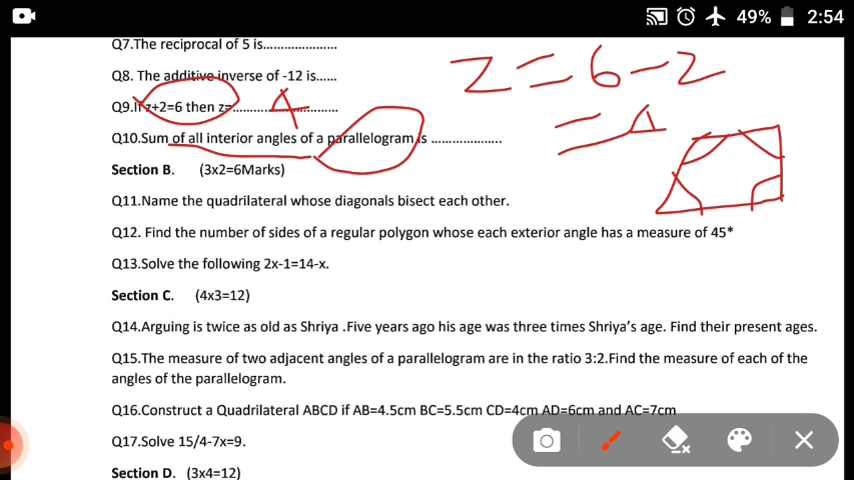 49% 2:54
Q7.The reciprocal of 5 is.....................
Q8. The additive inverse of -12 is......
z = 6 - 2
Q9.If z+2=6 then z=.......... 4 ..............
= 4
Q10.Sum of all interior angles of a parallelogram is ..................
Section B. (3x2=6Marks)
Q11.Name the quadrilateral whose diagonals bisect each other.
Q12. Find the number of sides of a regular polygon whose each exterior angle has a measure of 45*
Q13.Solve the following 2x-1=14-x.
Section C. (4x3=12)
Q14.Arguing is twice as old as Shriya .Five years ago his age was three times Shriya's age. Find their present ages.
Q15.The measure of two adjacent angles of a parallelogram are in the ratio 3:2.Find the measure of each of the
angles of the parallelogram.
Q16.Construct a Quadrilateral ABCD if AB=4.5cm BC=5.5cm CD=4cm AD=6cm and AC=7cm
Q17.Solve 15/4-7x=9.
Section D. (3x4=12)